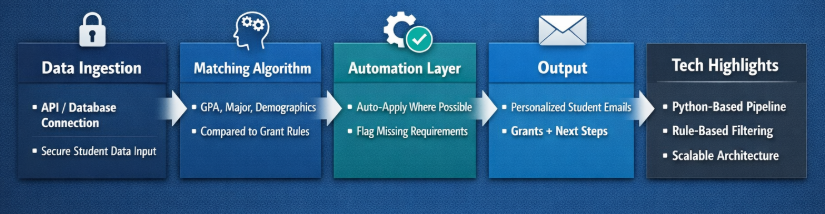 Data Ingestion
▪ API / Database
Connection
▪ Secure Student Data Input
Matching Algorithm
▪ GPA, Major, Demographics
▪ Compared to Grant Rules
Automation Layer
▪ Auto-Apply Where Possible
▪ Flag Missing Requirements
Output
▪ Personalized Student Emails
▪ Grants + Next Steps
Tech Highlights
▪ Python-Based Pipeline
▪ Rule-Based Filtering
▪ Scalable Architecture